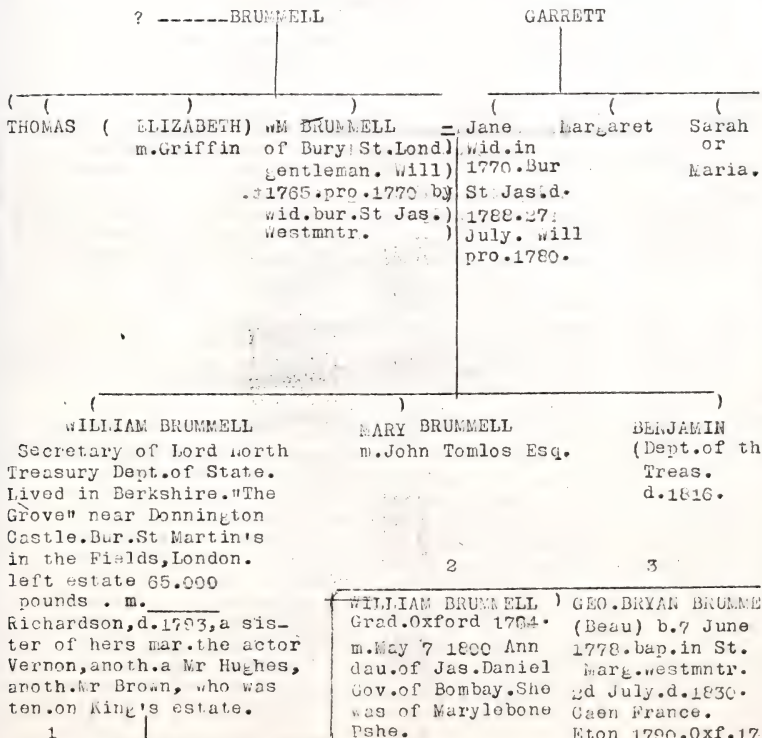 ? ------BRUMMELL GARRETT
( ( ) ) ( (
THOMAS ( ELIZABETH) WM BRUMMELL =. Jane Margaret Sarah
m.Griffin of Bury St.Lond) wid.in or
gentleman. Will) 1770.Bur Maria.
1765.pro.1770 by St Jas.d.
wid.bur.St Jas.) 1788.27
Westmntr. ) July. will
pro.1780.
( ) )
WILLIAM BRUMMELL MARY BRUMMELL BENJAMIN
Secretary of Lord North m.John Tomlos Esq. (Dept.of th
Treasury Dept.of State. Treas.
Lived in Berkshire."The d.1816.
Grove" near Donnington
Castle.Bur.St Martin's
in the Fields,London.
left estate 65.000
pounds . m.______
Richardson,d.1793,a sis-
ter of hers mar.the actor
Vernon,anoth.a Mr Hughes,
anoth.Mr Brown, who was
ten.on King's estate.
1
2
WILLIAM BRUMMELL )
Grad.Oxford
m.May 7 1800 Ann
dau.of Jas.Daniel
Gov.of Bombay.She
was of Marylebone
Pshe.
3
GEO.BRYAN BRUMME
(Beau) b.7 June
1778.bap.in St.
Marg.westmntr.
2d July.d.1830.
Caen France.
Eton 1790.Oxf.17